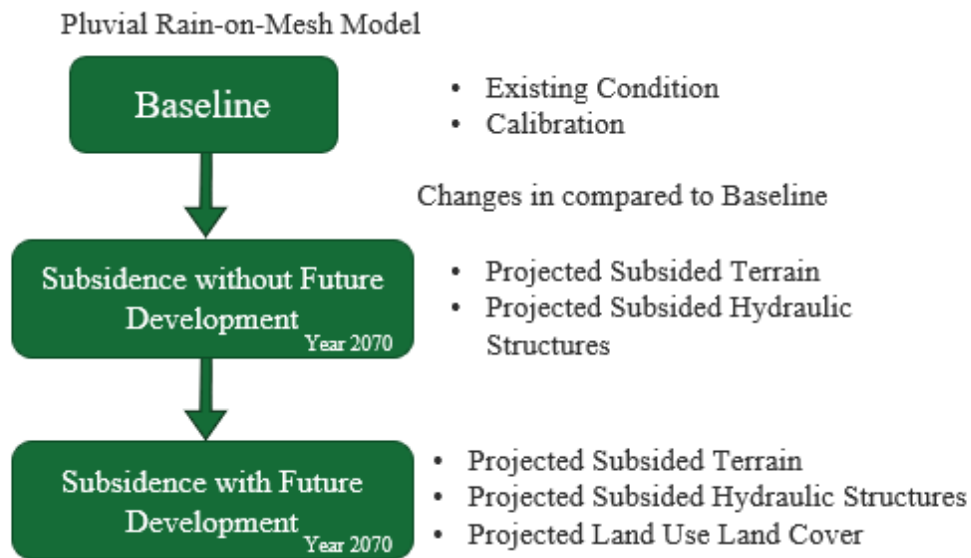 Pluvial Rain-on-Mesh Model
Baseline
• Existing Condition
• Calibration
Changes in compared to Baseline
Subsidence without Future
Development
Year 2070
• Projected Subsided Terrain
• Projected Subsided Hydraulic
Structures
Subsidence with Future
Development
Year 2070
• Projected Subsided Terrain
• Projected Subsided Hydraulic Structures
• Projected Land Use Land Cover